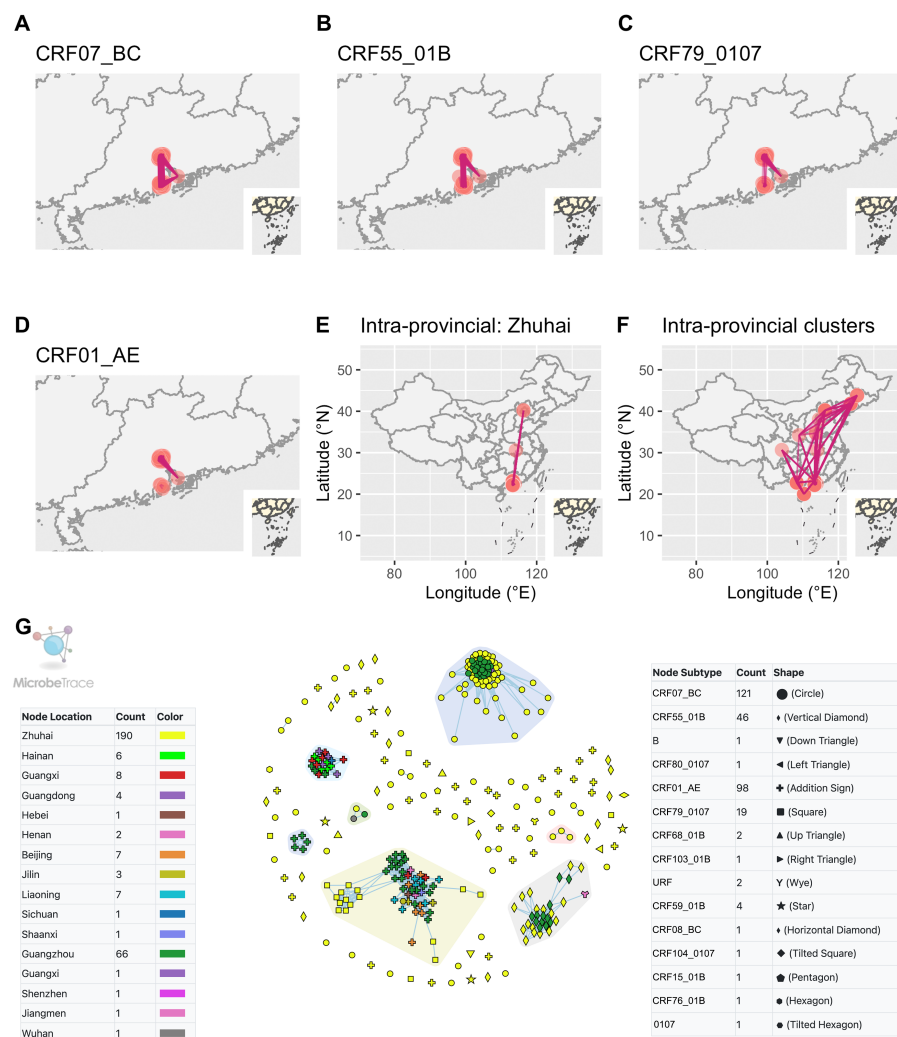 A
CRF07_BC
B
CRF55_01B
C
CRF79_0107
D
CRF01_AE
E
Intra-provincial: Zhuhai
50
40
30
20
10
Latitude (°N)
80
100
120
Longitude (°E)
F
Intra-provincial clusters
50
40
30
20
10
Latitude (°N)
80
100
120
Longitude (°E)
G
MicrobeTrace
Node Location Count Color
Zhuhai 190
Hainan 6
Guangxi 8
Guangdong 4
Hebei 1
Henan 2
Beijing 7
Jilin 3
Liaoning 7
Sichuan 1
Shaanxi 1
Guangzhou 66
Guangxi 1
Shenzhen 1
Jiangmen 1
Wuhan 1
Node Subtype Count Shape
CRF07_BC 121 (Circle)
CRF55_01B 46 (Vertical Diamond)
B 1 (Down Triangle)
CRF80_0107 1 (Left Triangle)
CRF01_AE 98 (Addition Sign)
CRF79_0107 19 (Square)
CRF68_01B 2 (Up Triangle)
CRF103_01B 1 (Right Triangle)
URF 2 (Wye)
CRF59_01B 4 (Star)
CRF08_BC 1 (Horizontal Diamond)
CRF104_0107 1 (Tilted Square)
CRF15_01B 1 (Pentagon)
CRF76_01B 1 (Hexagon)
0107 1 (Tilted Hexagon)